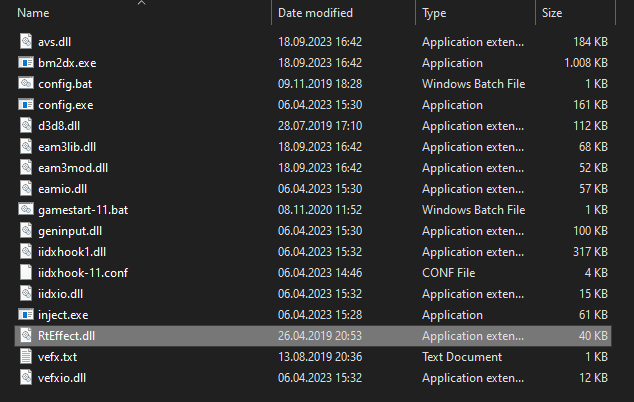 Name Date modified Type Size
avs.dll 18.09.2023 16:42 Application exten... 184 KB
bm2dx.exe 18.09.2023 16:42 Application 1.008 KB
config.bat 09.11.2019 18:28 Windows Batch File 1 KB
config.exe 06.04.2023 15:30 Application 161 KB
d3d8.dll 28.07.2019 17:10 Application exten... 112 KB
eam3lib.dll 18.09.2023 16:42 Application exten... 68 KB
eam3mod.dll 18.09.2023 16:42 Application exten... 52 KB
eamio.dll 06.04.2023 15:30 Application exten... 57 KB
gamestart-11.bat 08.11.2020 11:52 Windows Batch File 1 KB
geninput.dll 06.04.2023 15:30 Application exten... 100 KB
iidxhook1.dll 06.04.2023 15:32 Application exten... 317 KB
iidxhook-11.conf 06.04.2023 14:46 CONF File 4 KB
iidxio.dll 06.04.2023 15:32 Application exten... 15 KB
inject.exe 06.04.2023 15:28 Application 61 KB
RtEffect.dll 26.04.2019 20:53 Application exten... 40 KB
vefx.txt 13.08.2019 20:36 Text Document 1 KB
vefxio.dll 06.04.2023 15:32 Application exten... 12 KB